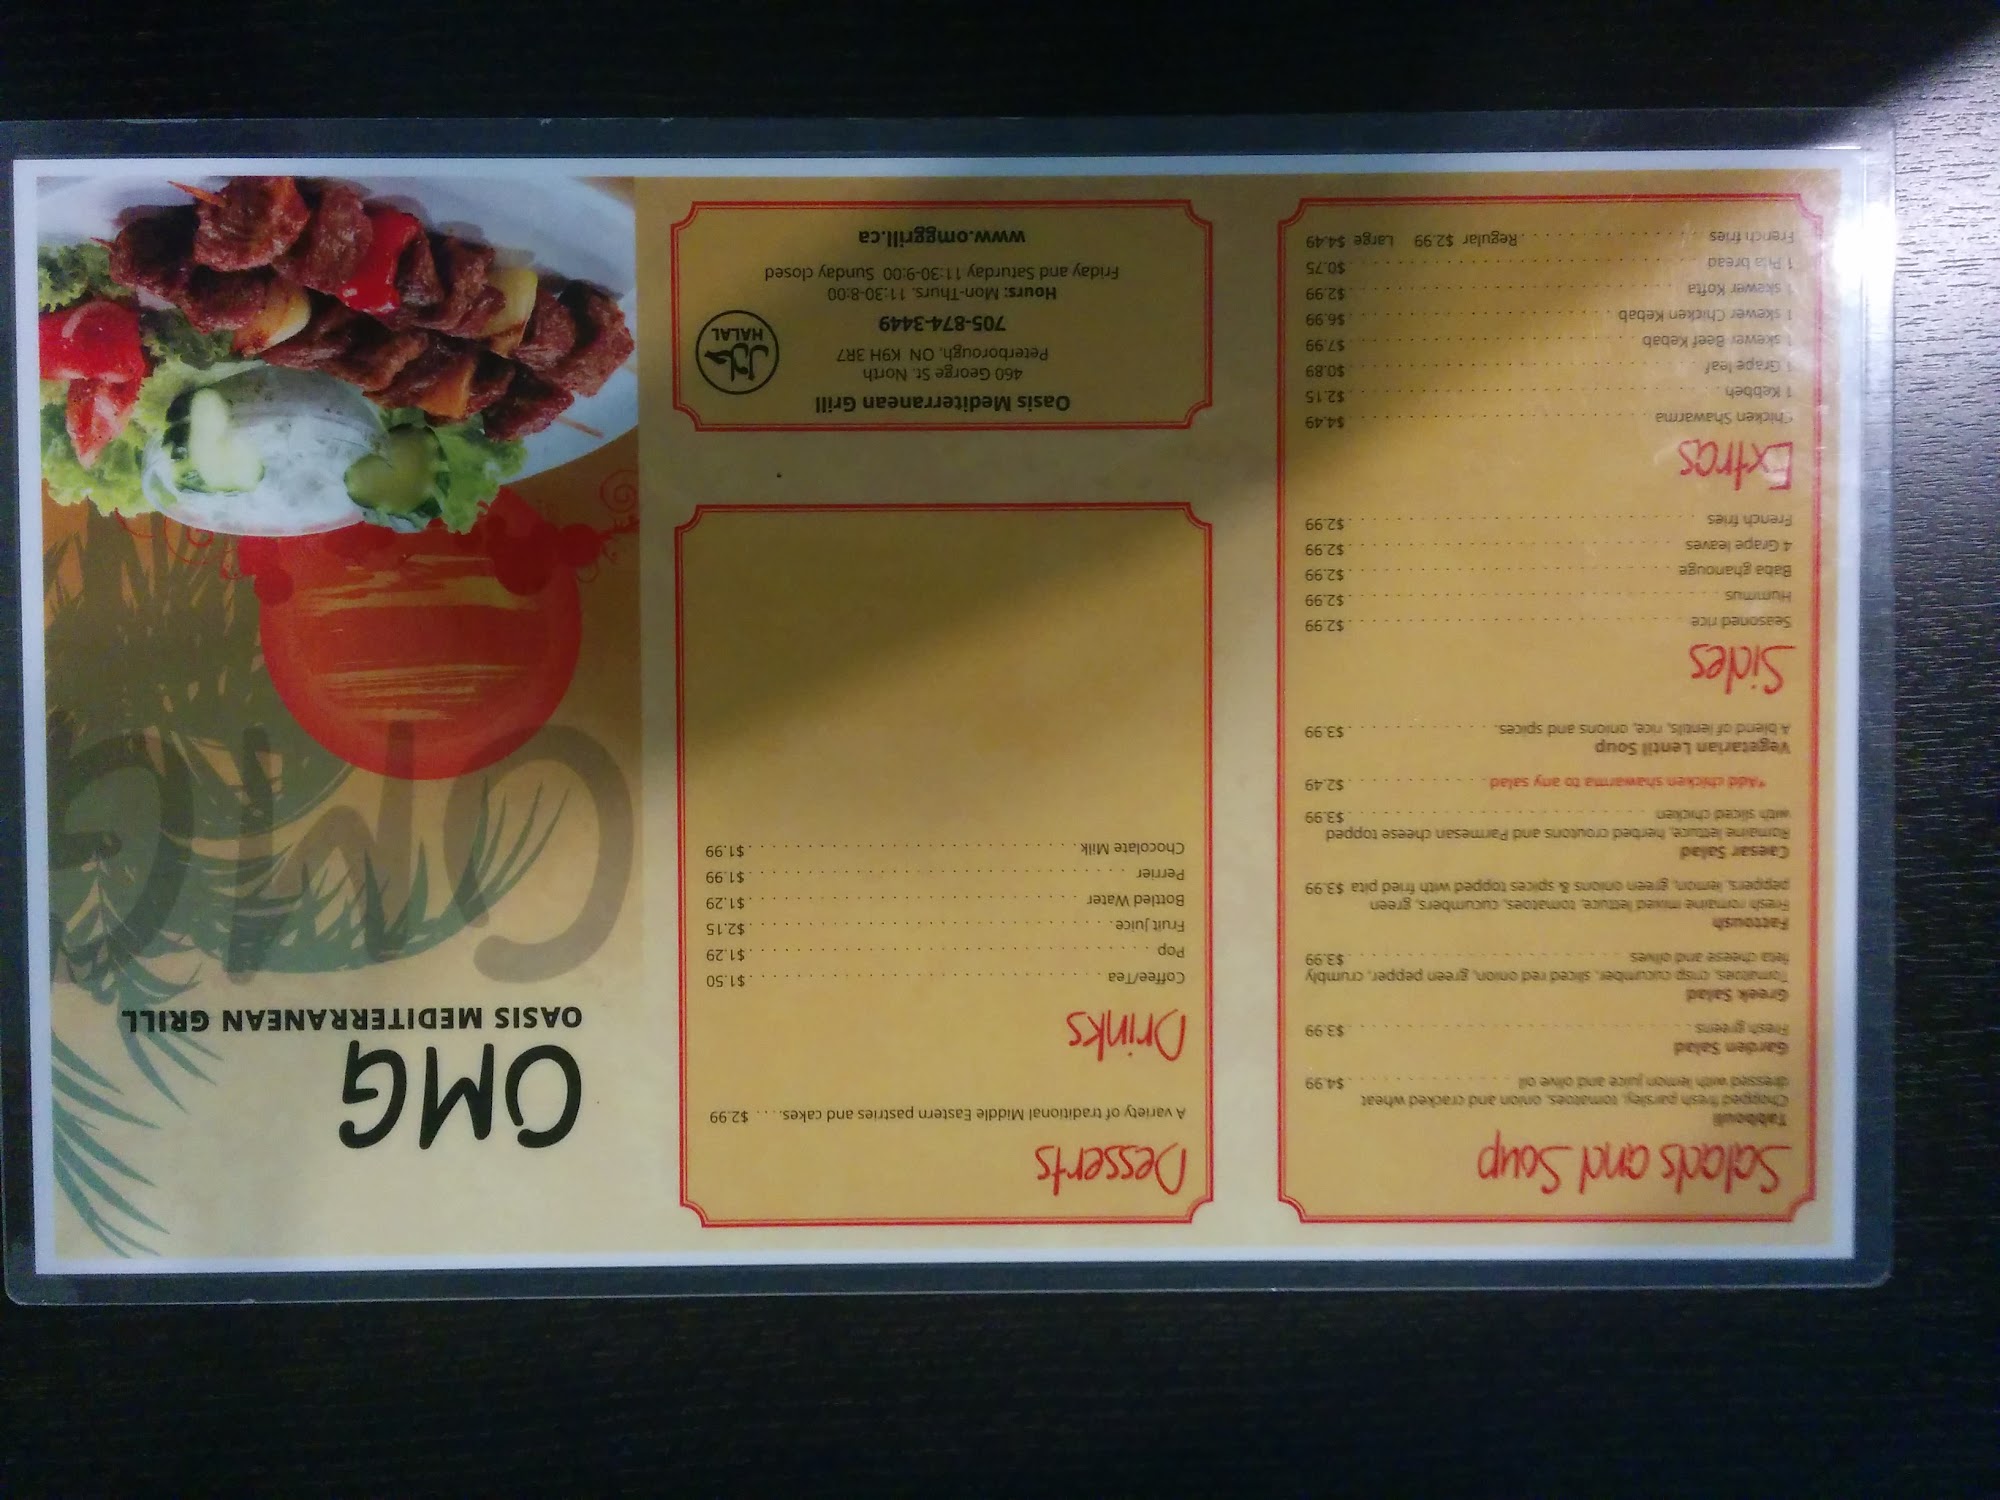 Salads and Soup
Tabbouli
Chopped fresh parsley, tomatoes, onion and cracked wheat
dressed with lemon juice and olive oil . . . . . . . . . . . . . . . . $4.99
Garden Salad
Fresh greens . . . . . . . . . . . . . . . . $3.99
Greek Salad
Tomatoes, crisp cucumber, sliced red onion, green pepper, crumbly
feta cheese and olives . . . . . . . . . . . . . . . . $3.99
Fattoush
Fresh romaine mixed lettuce, tomatoes, cucumbers, green
peppers, lemon, green onions & spices topped with fried pita $3.99
Caesar Salad
Romaine lettuce, herbed croutons and Parmesan cheese topped
with sliced chicken . . . . . . . . . . . . . . . . $3.99
*Add chicken shawarma to any salad . . . . . . . . . . . . . . . . $2.49
Vegetarian Lentil Soup
A blend of lentils, rice, onions and spices. . . . . . . . . . . . . . . . $3.99
Sides
Seasoned rice . . . . . . . . . . . . . . . . $2.99
Hummus . . . . . . . . . . . . . . . . $2.99
Baba ghanouge . . . . . . . . . . . . . . . . $2.99
4 Grape leaves . . . . . . . . . . . . . . . . $2.99
French fries . . . . . . . . . . . . . . . . $2.99
Extras
Chicken Shawarma . . . . . . . . . . . . . . . . $4.49
1 Kebbeh . . . . . . . . . . . . . . . . $2.15
1 Grape leaf . . . . . . . . . . . . . . . . $0.89
1 skewer Beef Kebab . . . . . . . . . . . . . . . . $7.99
1 skewer Chicken Kebab . . . . . . . . . . . . . . . . $6.99
1 skewer Kofta . . . . . . . . . . . . . . . . $2.99
1 Pita bread . . . . . . . . . . . . . . . . $0.75
French fries . . . . . . . . . . . . Regular $2.99 Large $4.49
Desserts
A variety of traditional Middle Eastern pastries and cakes. . . . . $2.99
Drinks
Coffee/Tea . . . . . . . . . . . . . . . . $1.50
Pop . . . . . . . . . . . . . . . . $1.29
Fruit Juice . . . . . . . . . . . . . . . . $2.15
Bottled Water . . . . . . . . . . . . . . . . $1.29
Perrier . . . . . . . . . . . . . . . . $1.99
Chocolate Milk . . . . . . . . . . . . . . . . $1.99
Oasis Mediterranean Grill
460 George St. North
Peterborough, ON K9H 3R7
705-874-3449
Hours: Mon-Thurs. 11:30-8:00
Friday and Saturday 11:30-9:00 Sunday closed
www.omggrill.ca
حلال
HALAL
OMG
OASIS MEDITERRANEAN GRILL
OMG